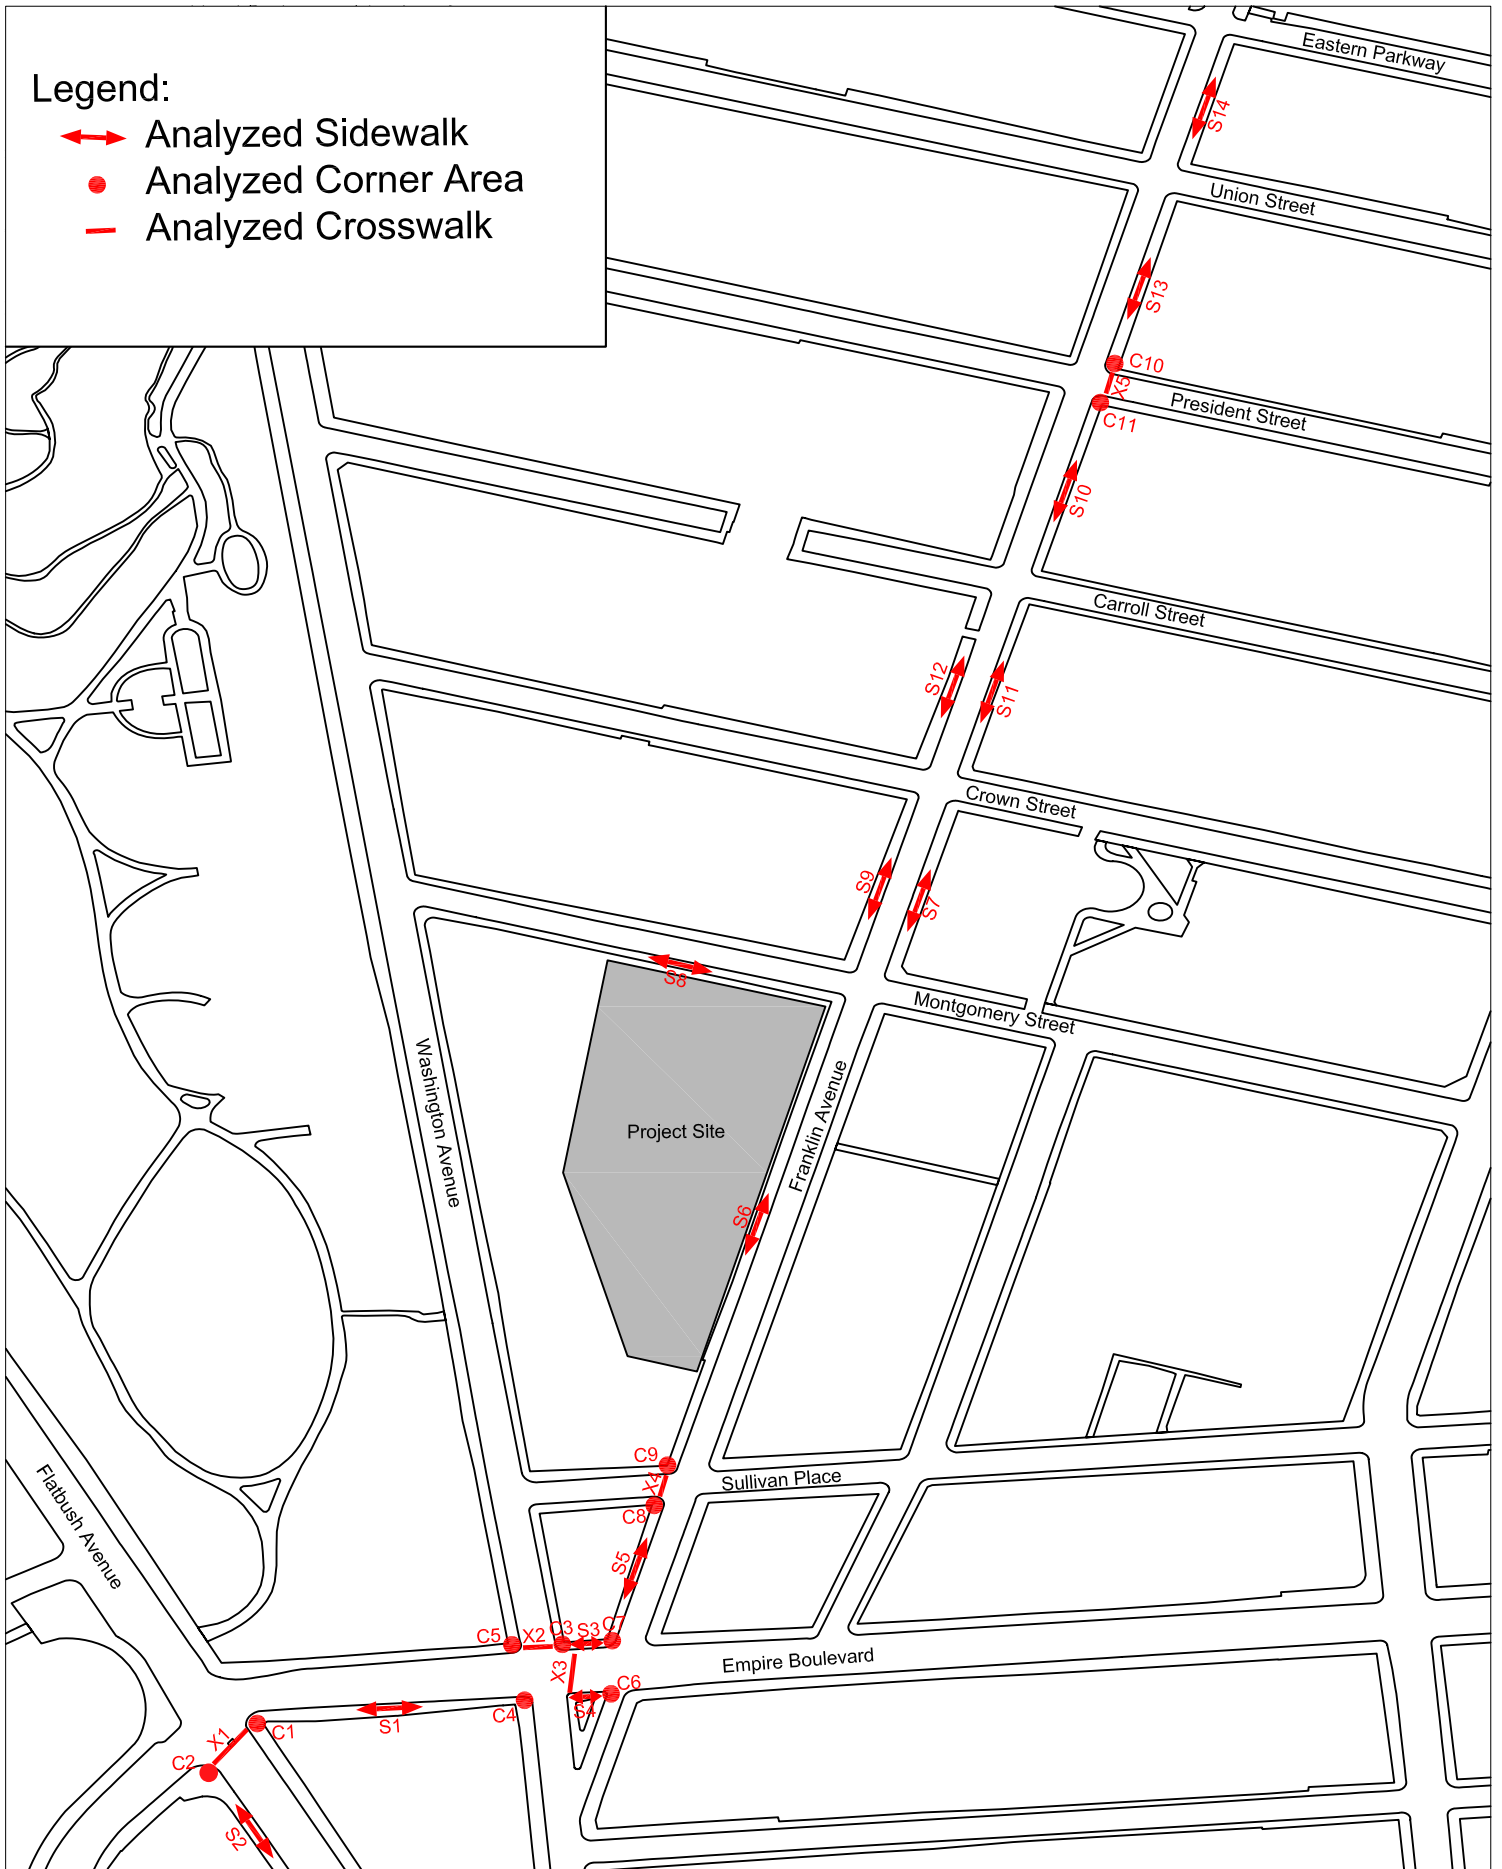 Legend:
Analyzed Sidewalk
Analyzed Corner Area
Analyzed Crosswalk
Eastern Parkway
S14
Union Street
S13
C10
X5
President Street
C11
S10
Carroll Street
S12
S11
Crown Street
S9
S7
S8
Montgomery Street
Washington Avenue
Franklin Avenue
Project Site
S6
C9
X4
Sullivan Place
C8
Flatbush Avenue
S5
C5
X2
C3
S3
C7
X3
Empire Boulevard
C6
S4
C4
S1
C1
X1
C2
S2